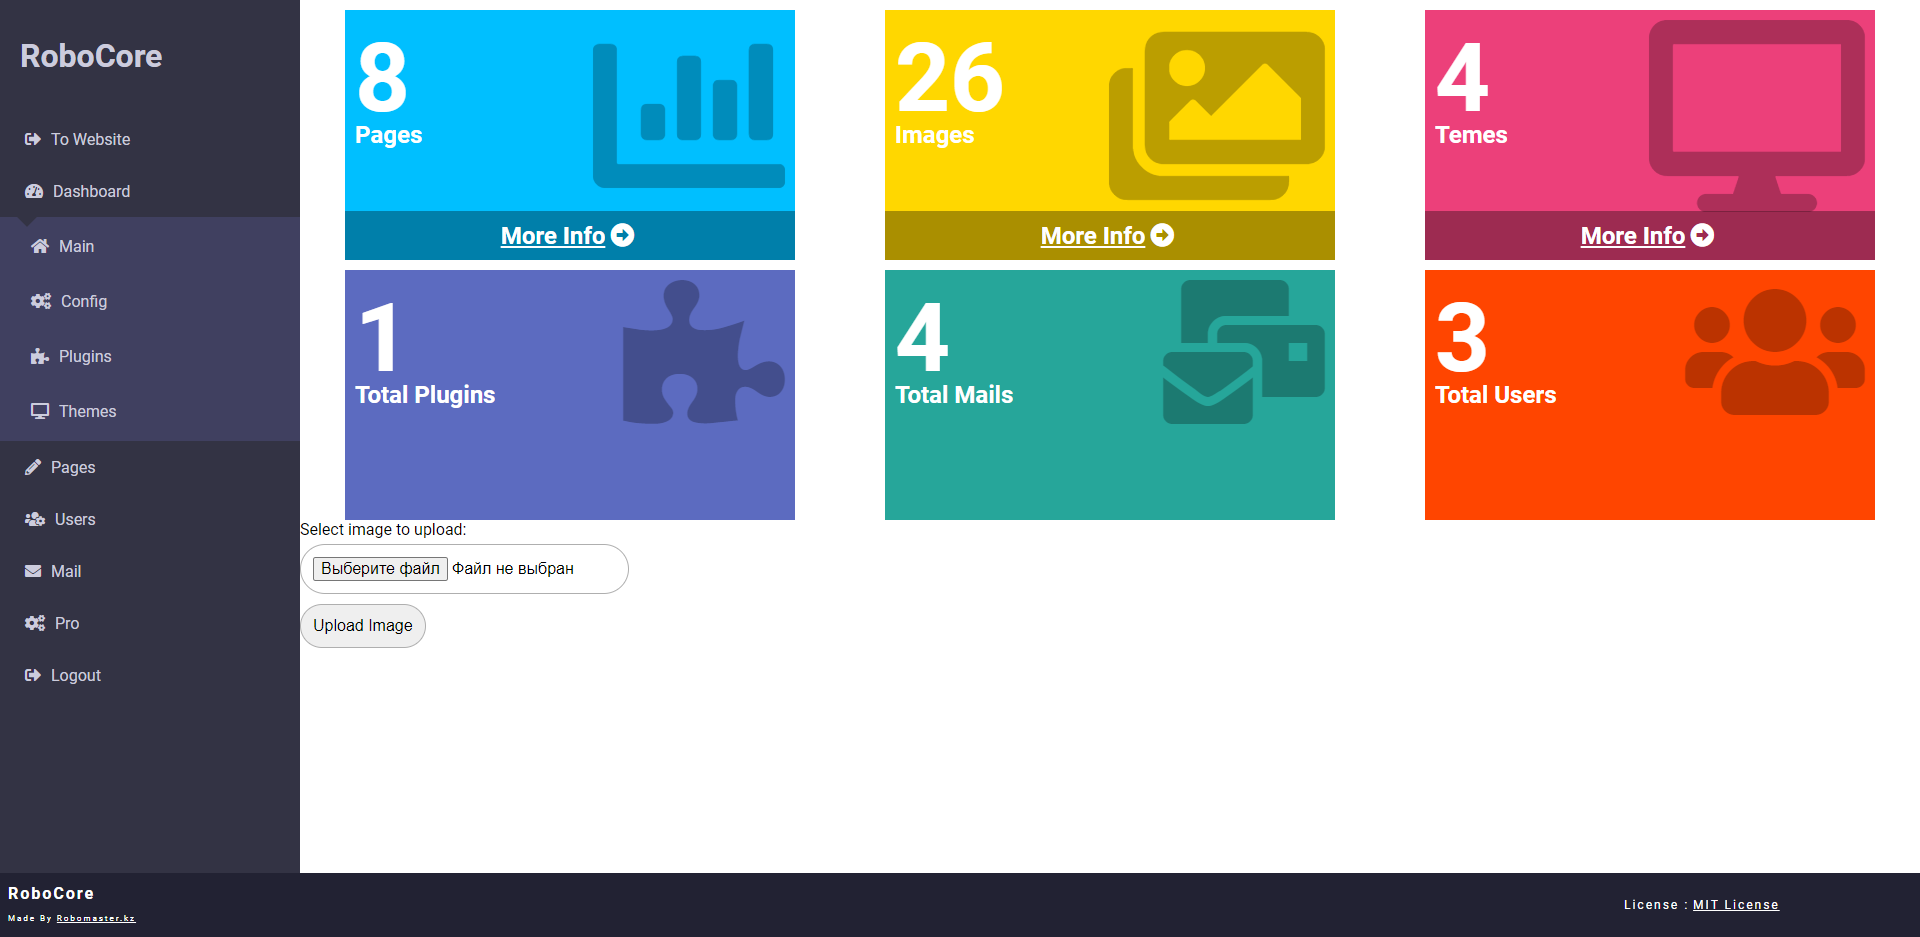 RoboCore
To Website
Dashboard
Main
Config
Plugins
Themes
Pages
Users
Mail
Pro
Logout
8
Pages
More Info
26
Images
More Info
4
Temes
More Info
1
Total Plugins
4
Total Mails
3
Total Users
Select image to upload:
Выберите файл Файл не выбран
Upload Image
RoboCore
Made By Robomaster.kz
License : MIT License